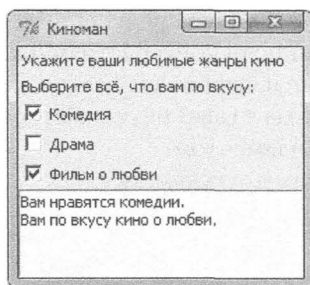 Киноман
Укажите ваши любимые жанры кино
Выберите всё, что вам по вкусу:
Комедия
Драма
Фильм о любви
Вам нравятся комедии.
Вам по вкусу кино о любви.